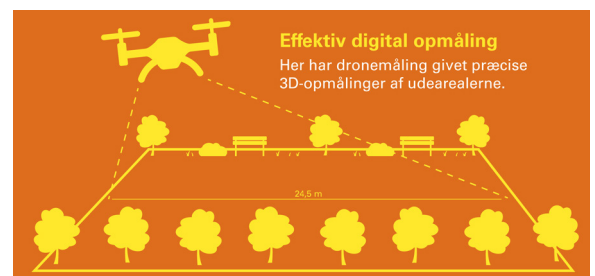 Effektiv digital opmåling
Her har dronemåling givet præcise
3D-opmålinger af udearealerne.
24,5 m